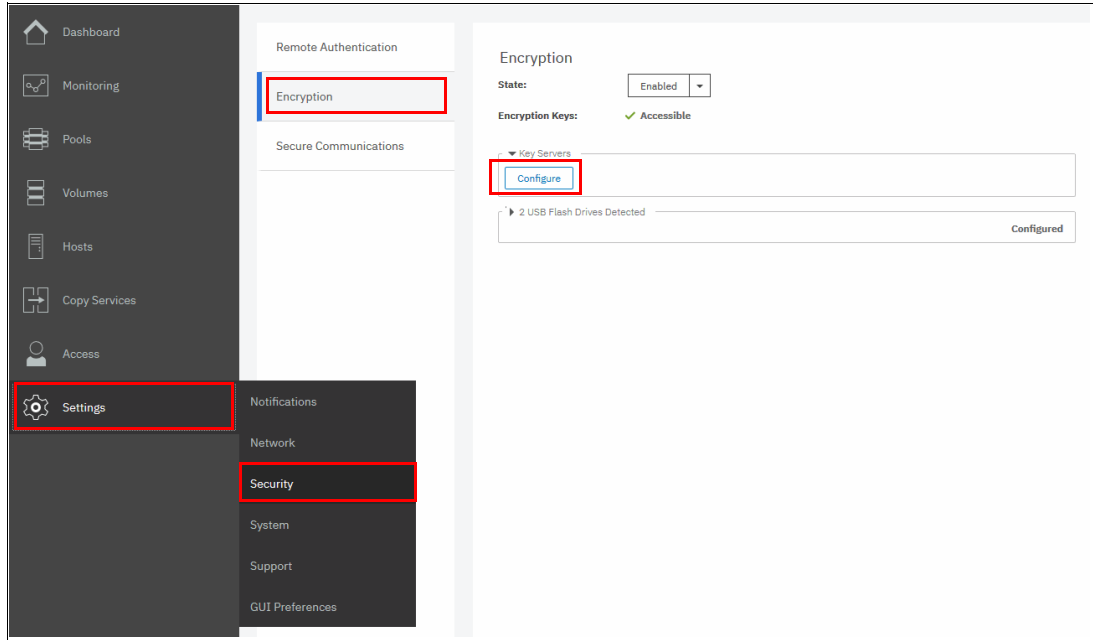 Dashboard
Monitoring
Pools
Volumes
Hosts
Copy Services
Access
Settings
Notifications
Network
Security
System
Support
GUI Preferences
Remote Authentication
Encryption
Secure Communications
Encryption
State: Enabled
Encryption Keys: Accessible
Key Servers
Configure
2 USB Flash Drives Detected
Configured